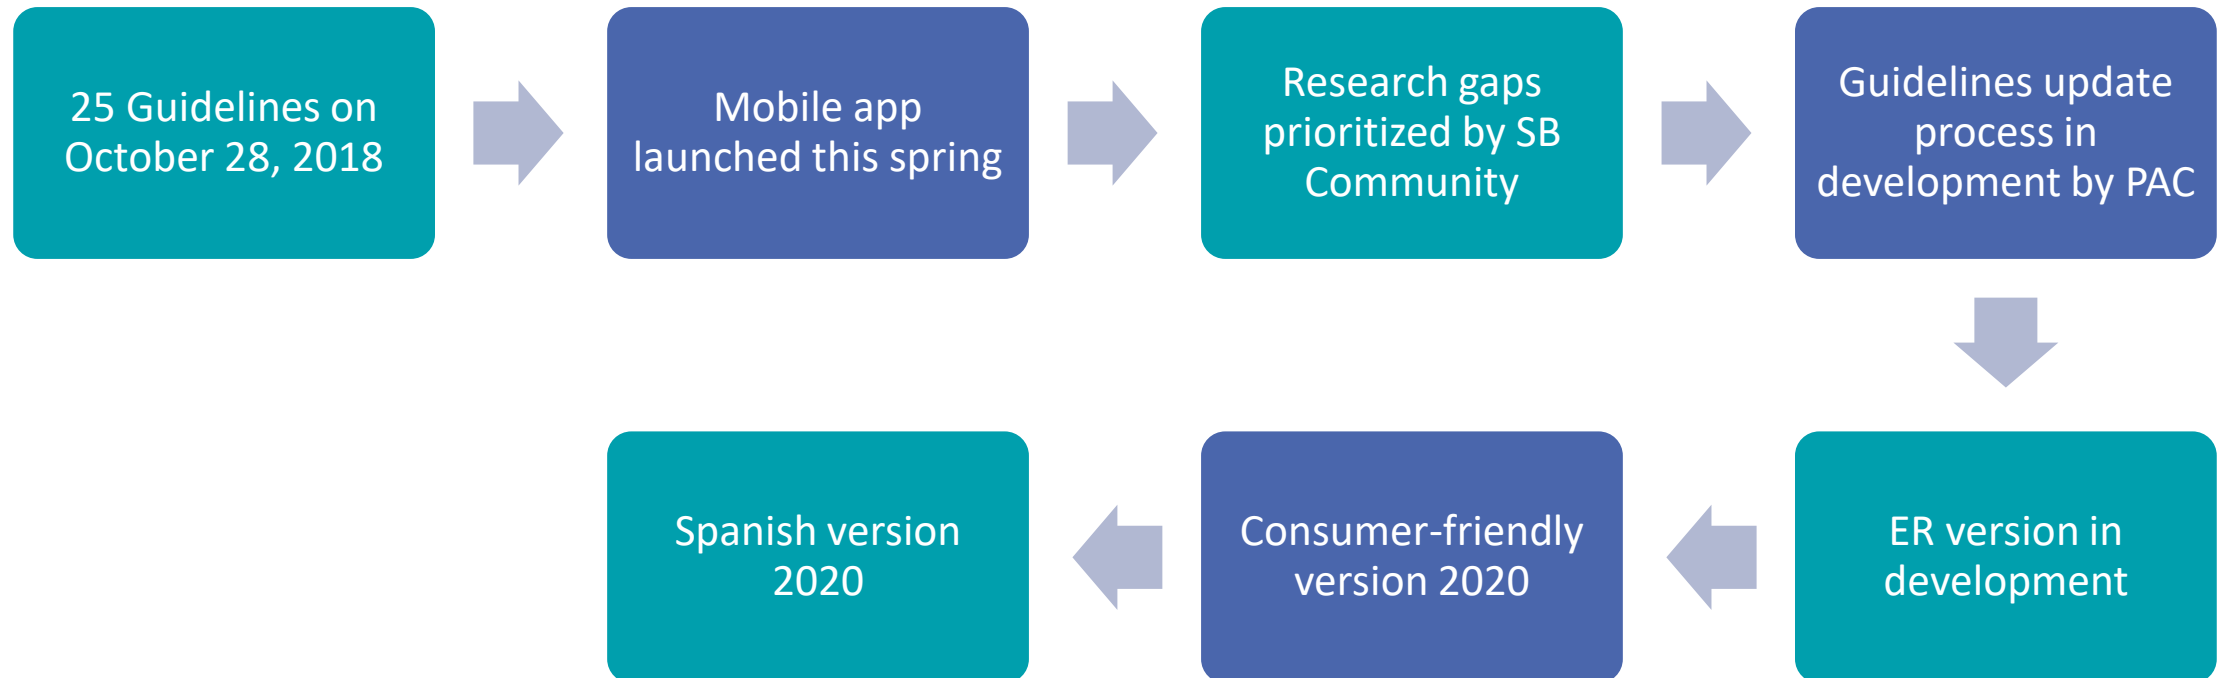 25 Guidelines on
October 28, 2018
Mobile app
launched this spring
Research gaps
prioritized by SB
Community
Guidelines update
process in
development by PAC
ER version in
development
Consumer-friendly
version 2020
Spanish version
2020